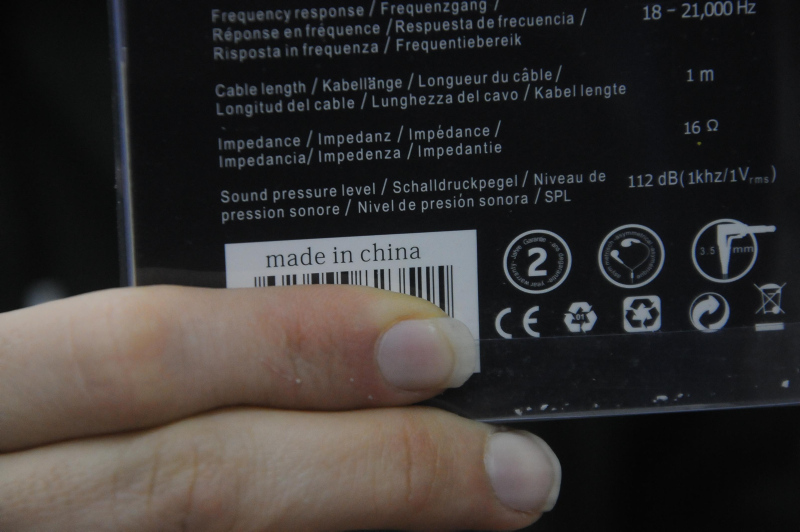 Frequency response / Frequenzgang /
Réponse en fréquence / Respuesta de frecuencia /
Risposta in frequenza / Frequentiebereik
18 - 21,000 Hz
Cable length / Kabellänge / Longueur du câble /
Longitud del cable / Lunghezza del cavo / Kabel lengte
1 m
Impedance / Impedanz / Impédance /
Impedancia/ Impedenza / Impedantie
16 Ω
Sound pressure level / Schalldruckpegel / Niveau de
pression sonore / Nivel de presión sonora / SPL
112 dB(1khz/1Vrms)
made in china
2
3.5 mm
CE
01